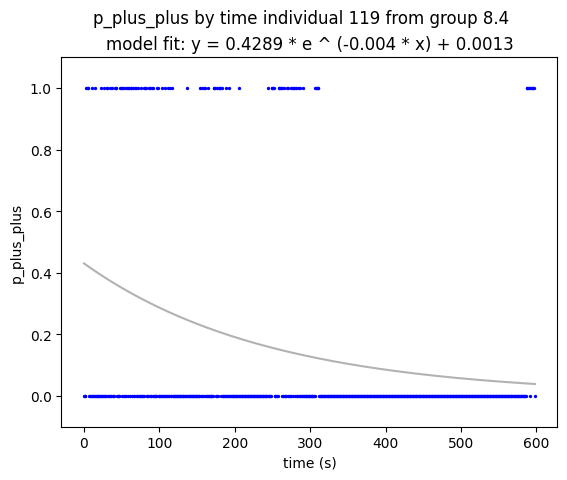 p_plus_plus by time individual 119 from group 8.4
model fit: y = 0.4289 * e ^ (-0.004 * x) + 0.0013
1.0
0.8
0.6
0.4
0.2
0.0
p_plus_plus
0 100 200 300 400 500 600
time (s)